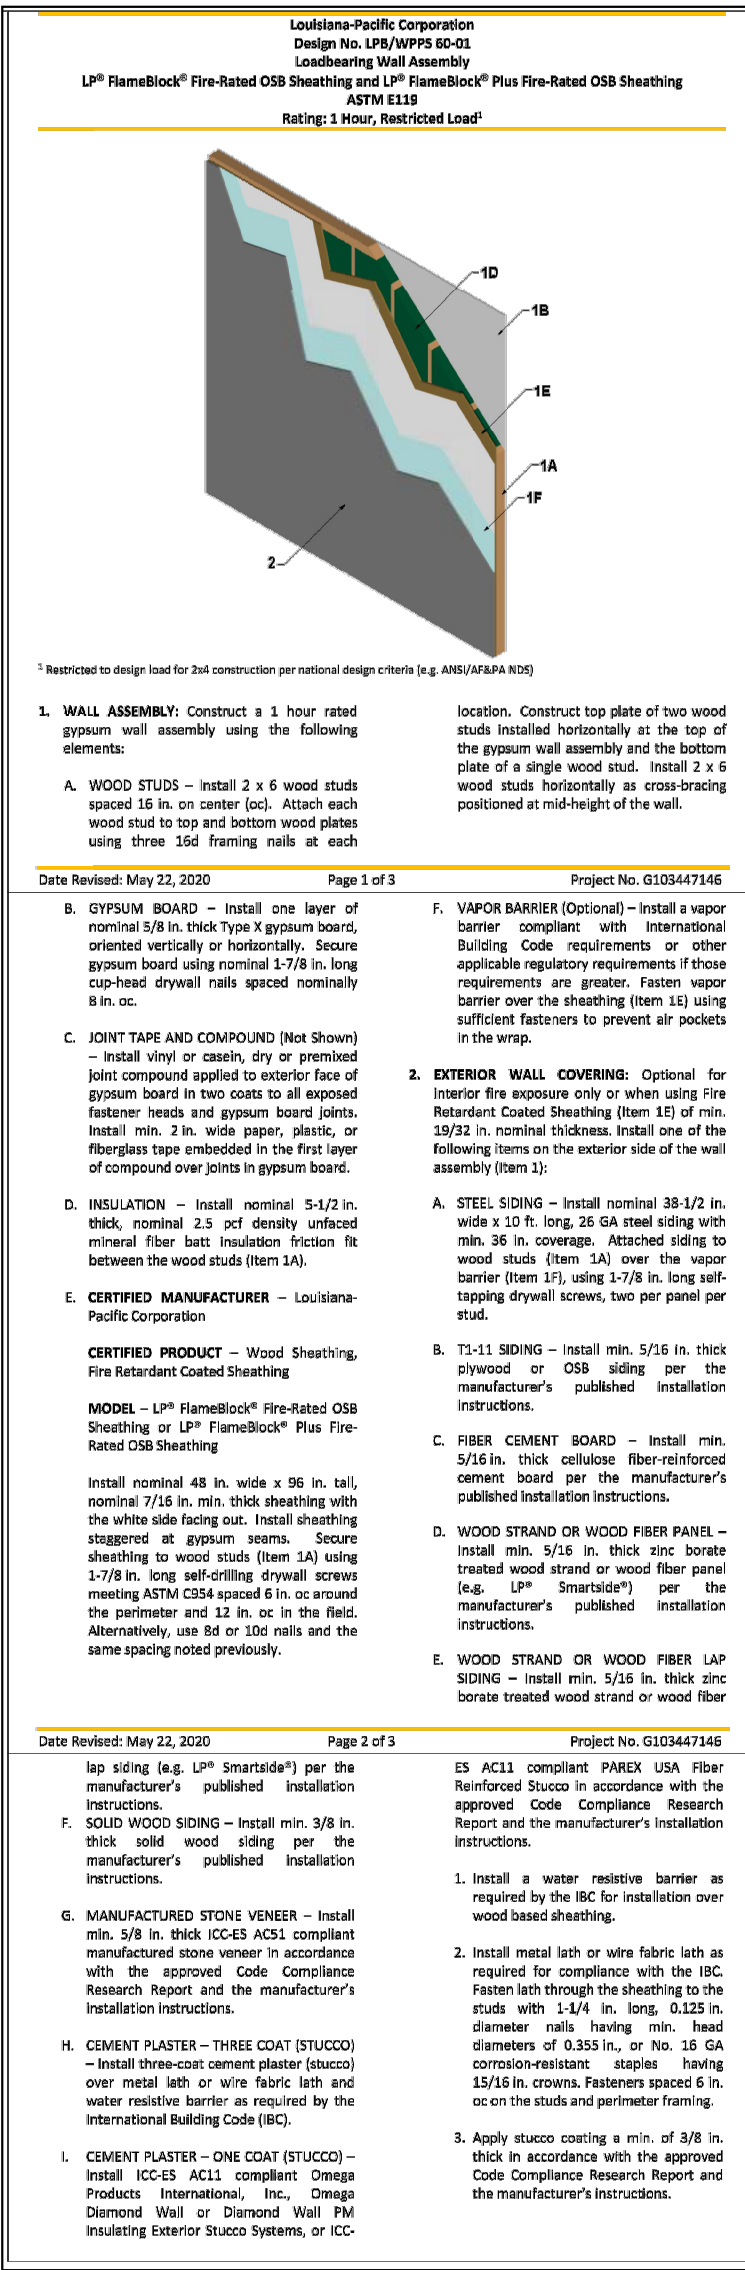 Louisiana-Pacific Corporation
Design No. LPB/WPPS 60-01
Loadbearing Wall Assembly
LP® FlameBlock® Fire-Rated OSB Sheathing and LP® FlameBlock® Plus Fire-Rated OSB Sheathing
ASTM E119
Rating: 1 Hour, Restricted Load¹
1D
1B
1E
1A
1F
2
¹ Restricted to design load for 2x4 construction per national design criteria (e.g. ANSI/AF&PA NDS)
1. WALL ASSEMBLY: Construct a 1 hour rated
gypsum wall assembly using the following
elements:
A. WOOD STUDS – Install 2 x 6 wood studs
spaced 16 in. on center (oc). Attach each
wood stud to top and bottom wood plates
using three 16d framing nails at each
location. Construct top plate of two wood
studs installed horizontally at the top of
the gypsum wall assembly and the bottom
plate of a single wood stud. Install 2 x 6
wood studs horizontally as cross-bracing
positioned at mid-height of the wall.
Date Revised: May 22, 2020 Page 1 of 3 Project No. G103447146
B. GYPSUM BOARD – Install one layer of
nominal 5/8 in. thick Type X gypsum board,
oriented vertically or horizontally. Secure
gypsum board using nominal 1-7/8 in. long
cup-head drywall nails spaced nominally
8 in. oc.
C. JOINT TAPE AND COMPOUND (Not Shown)
– Install vinyl or casein, dry or premixed
joint compound applied to exterior face of
gypsum board in two coats to all exposed
fastener heads and gypsum board joints.
Install min. 2 in. wide paper, plastic, or
fiberglass tape embedded in the first layer
of compound over joints in gypsum board.
D. INSULATION – Install nominal 5-1/2 in.
thick, nominal 2.5 pcf density unfaced
mineral fiber batt insulation friction fit
between the wood studs (Item 1A).
E. CERTIFIED MANUFACTURER – Louisiana-
Pacific Corporation
CERTIFIED PRODUCT – Wood Sheathing,
Fire Retardant Coated Sheathing
MODEL – LP® FlameBlock® Fire-Rated OSB
Sheathing or LP® FlameBlock® Plus Fire-
Rated OSB Sheathing
Install nominal 48 in. wide x 96 in. tall,
nominal 7/16 in. min. thick sheathing with
the white side facing out. Install sheathing
staggered at gypsum seams. Secure
sheathing to wood studs (Item 1A) using
1-7/8 in. long self-drilling drywall screws
meeting ASTM C954 spaced 6 in. oc around
the perimeter and 12 in. oc in the field.
Alternatively, use 8d or 10d nails and the
same spacing noted previously.
F. VAPOR BARRIER (Optional) – Install a vapor
barrier compliant with International
Building Code requirements or other
applicable regulatory requirements if those
requirements are greater. Fasten vapor
barrier over the sheathing (Item 1E) using
sufficient fasteners to prevent air pockets
in the wrap.
2. EXTERIOR WALL COVERING: Optional for
interior fire exposure only or when using Fire
Retardant Coated Sheathing (Item 1E) of min.
19/32 in. nominal thickness. Install one of the
following items on the exterior side of the wall
assembly (Item 1):
A. STEEL SIDING – Install nominal 38-1/2 in.
wide x 10 ft. long, 26 GA steel siding with
min. 36 in. coverage. Attached siding to
wood studs (Item 1A) over the vapor
barrier (Item 1F), using 1-7/8 in. long self-
tapping drywall screws, two per panel per
stud.
B. T1-11 SIDING – Install min. 5/16 in. thick
plywood or OSB siding per the
manufacturer's published installation
instructions.
C. FIBER CEMENT BOARD – Install min.
5/16 in. thick cellulose fiber-reinforced
cement board per the manufacturer's
published installation instructions.
D. WOOD STRAND OR WOOD FIBER PANEL –
Install min. 5/16 in. thick zinc borate
treated wood strand or wood fiber panel
(e.g. LP® Smartside®) per the
manufacturer's published installation
instructions.
E. WOOD STRAND OR WOOD FIBER LAP
SIDING – Install min. 5/16 in. thick zinc
borate treated wood strand or wood fiber
Date Revised: May 22, 2020 Page 2 of 3 Project No. G103447146
lap siding (e.g. LP® Smartside®) per the
manufacturer's published installation
instructions.
F. SOLID WOOD SIDING – Install min. 3/8 in.
thick solid wood siding per the
manufacturer's published installation
instructions.
G. MANUFACTURED STONE VENEER – Install
min. 5/8 in. thick ICC-ES AC51 compliant
manufactured stone veneer in accordance
with the approved Code Compliance
Research Report and the manufacturer's
installation instructions.
H. CEMENT PLASTER – THREE COAT (STUCCO)
– Install three-coat cement plaster (stucco)
over metal lath or wire fabric lath and
water resistive barrier as required by the
International Building Code (IBC).
I. CEMENT PLASTER – ONE COAT (STUCCO) –
Install ICC-ES AC11 compliant Omega
Products International, Inc., Omega
Diamond Wall or Diamond Wall PM
Insulating Exterior Stucco Systems, or ICC-
ES AC11 compliant PAREX USA Fiber
Reinforced Stucco in accordance with the
approved Code Compliance Research
Report and the manufacturer's installation
instructions.
1. Install a water resistive barrier as
required by the IBC for installation over
wood based sheathing.
2. Install metal lath or wire fabric lath as
required for compliance with the IBC.
Fasten lath through the sheathing to the
studs with 1-1/4 in. long, 0.125 in.
diameter nails having min. head
diameters of 0.355 in., or No. 16 GA
corrosion-resistant staples having
15/16 in. crowns. Fasteners spaced 6 in.
oc on the studs and perimeter framing.
3. Apply stucco coating a min. of 3/8 in.
thick in accordance with the approved
Code Compliance Research Report and
the manufacturer's instructions.